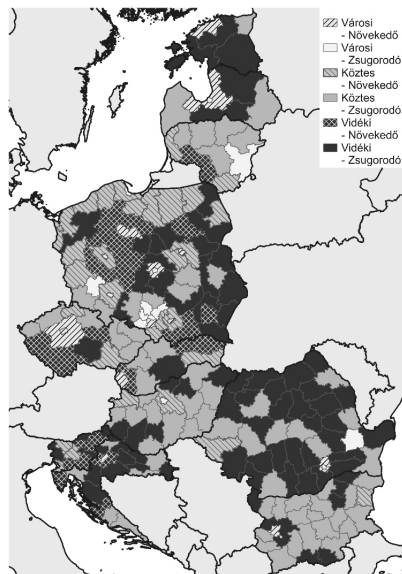 Városi
- Növekedő
Városi
- Zsugorodó
Köztes
- Növekedő
Köztes
- Zsugorodó
Vidéki
- Növekedő
Vidéki
- Zsugorodó